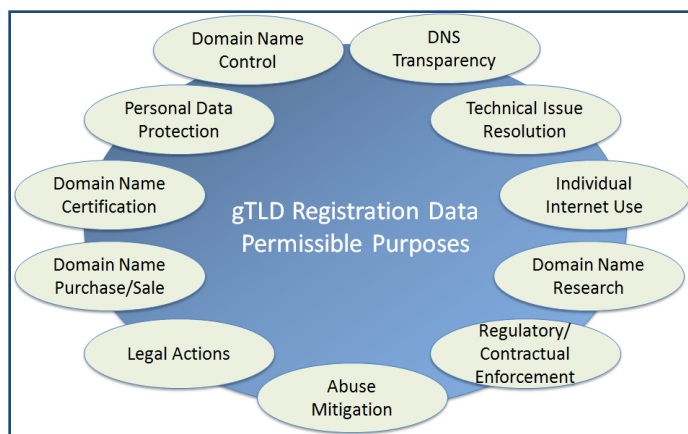 Domain Name
Control
DNS
Transparency
Personal Data
Protection
Technical Issue
Resolution
Domain Name
Certification
Individual
Internet Use
gTLD Registration Data
Permissible Purposes
Domain Name
Purchase/Sale
Domain Name
Research
Legal Actions
Regulatory/
Contractual
Enforcement
Abuse
Mitigation